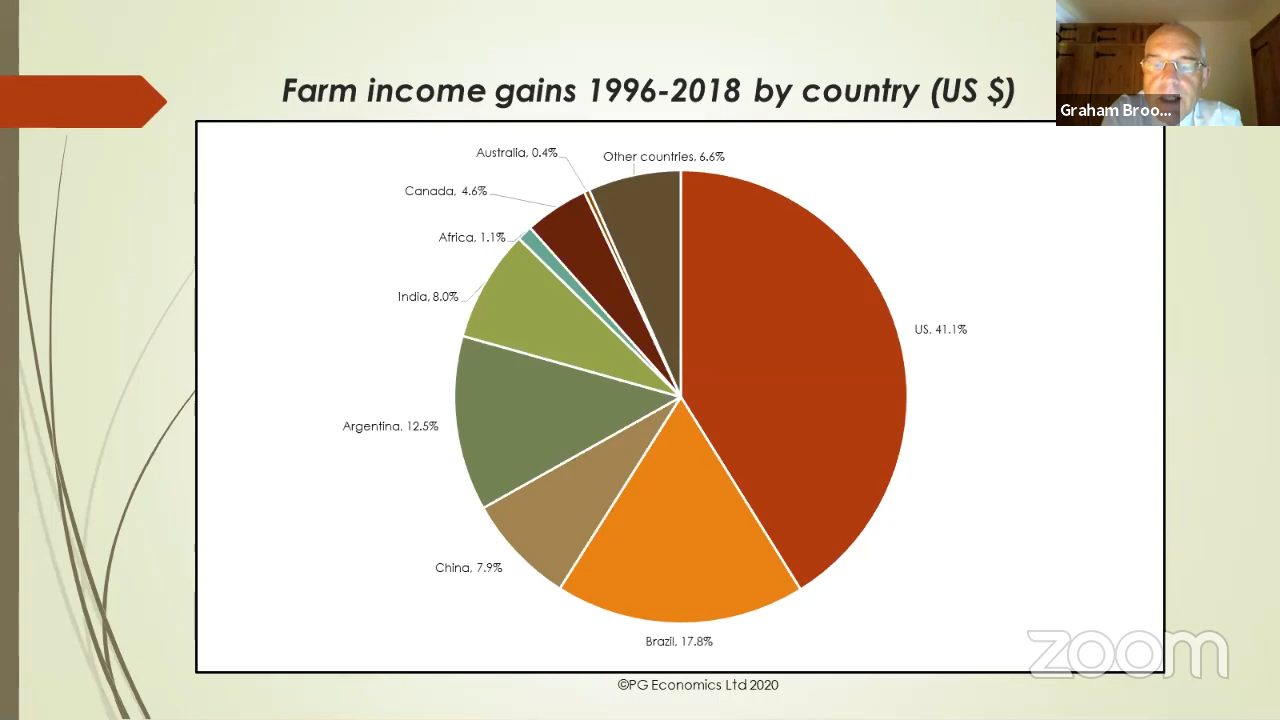 Farm income gains 1996-2018 by country (US $)
Graham Broo...
Australia, 0.4%
Other countries, 6.6%
Canada, 4.6%
Africa, 1.1%
India, 8.0%
US, 41.1%
Argentina, 12.5%
China, 7.9%
Brazil, 17.8%
zoom
©PG Economics Ltd 2020